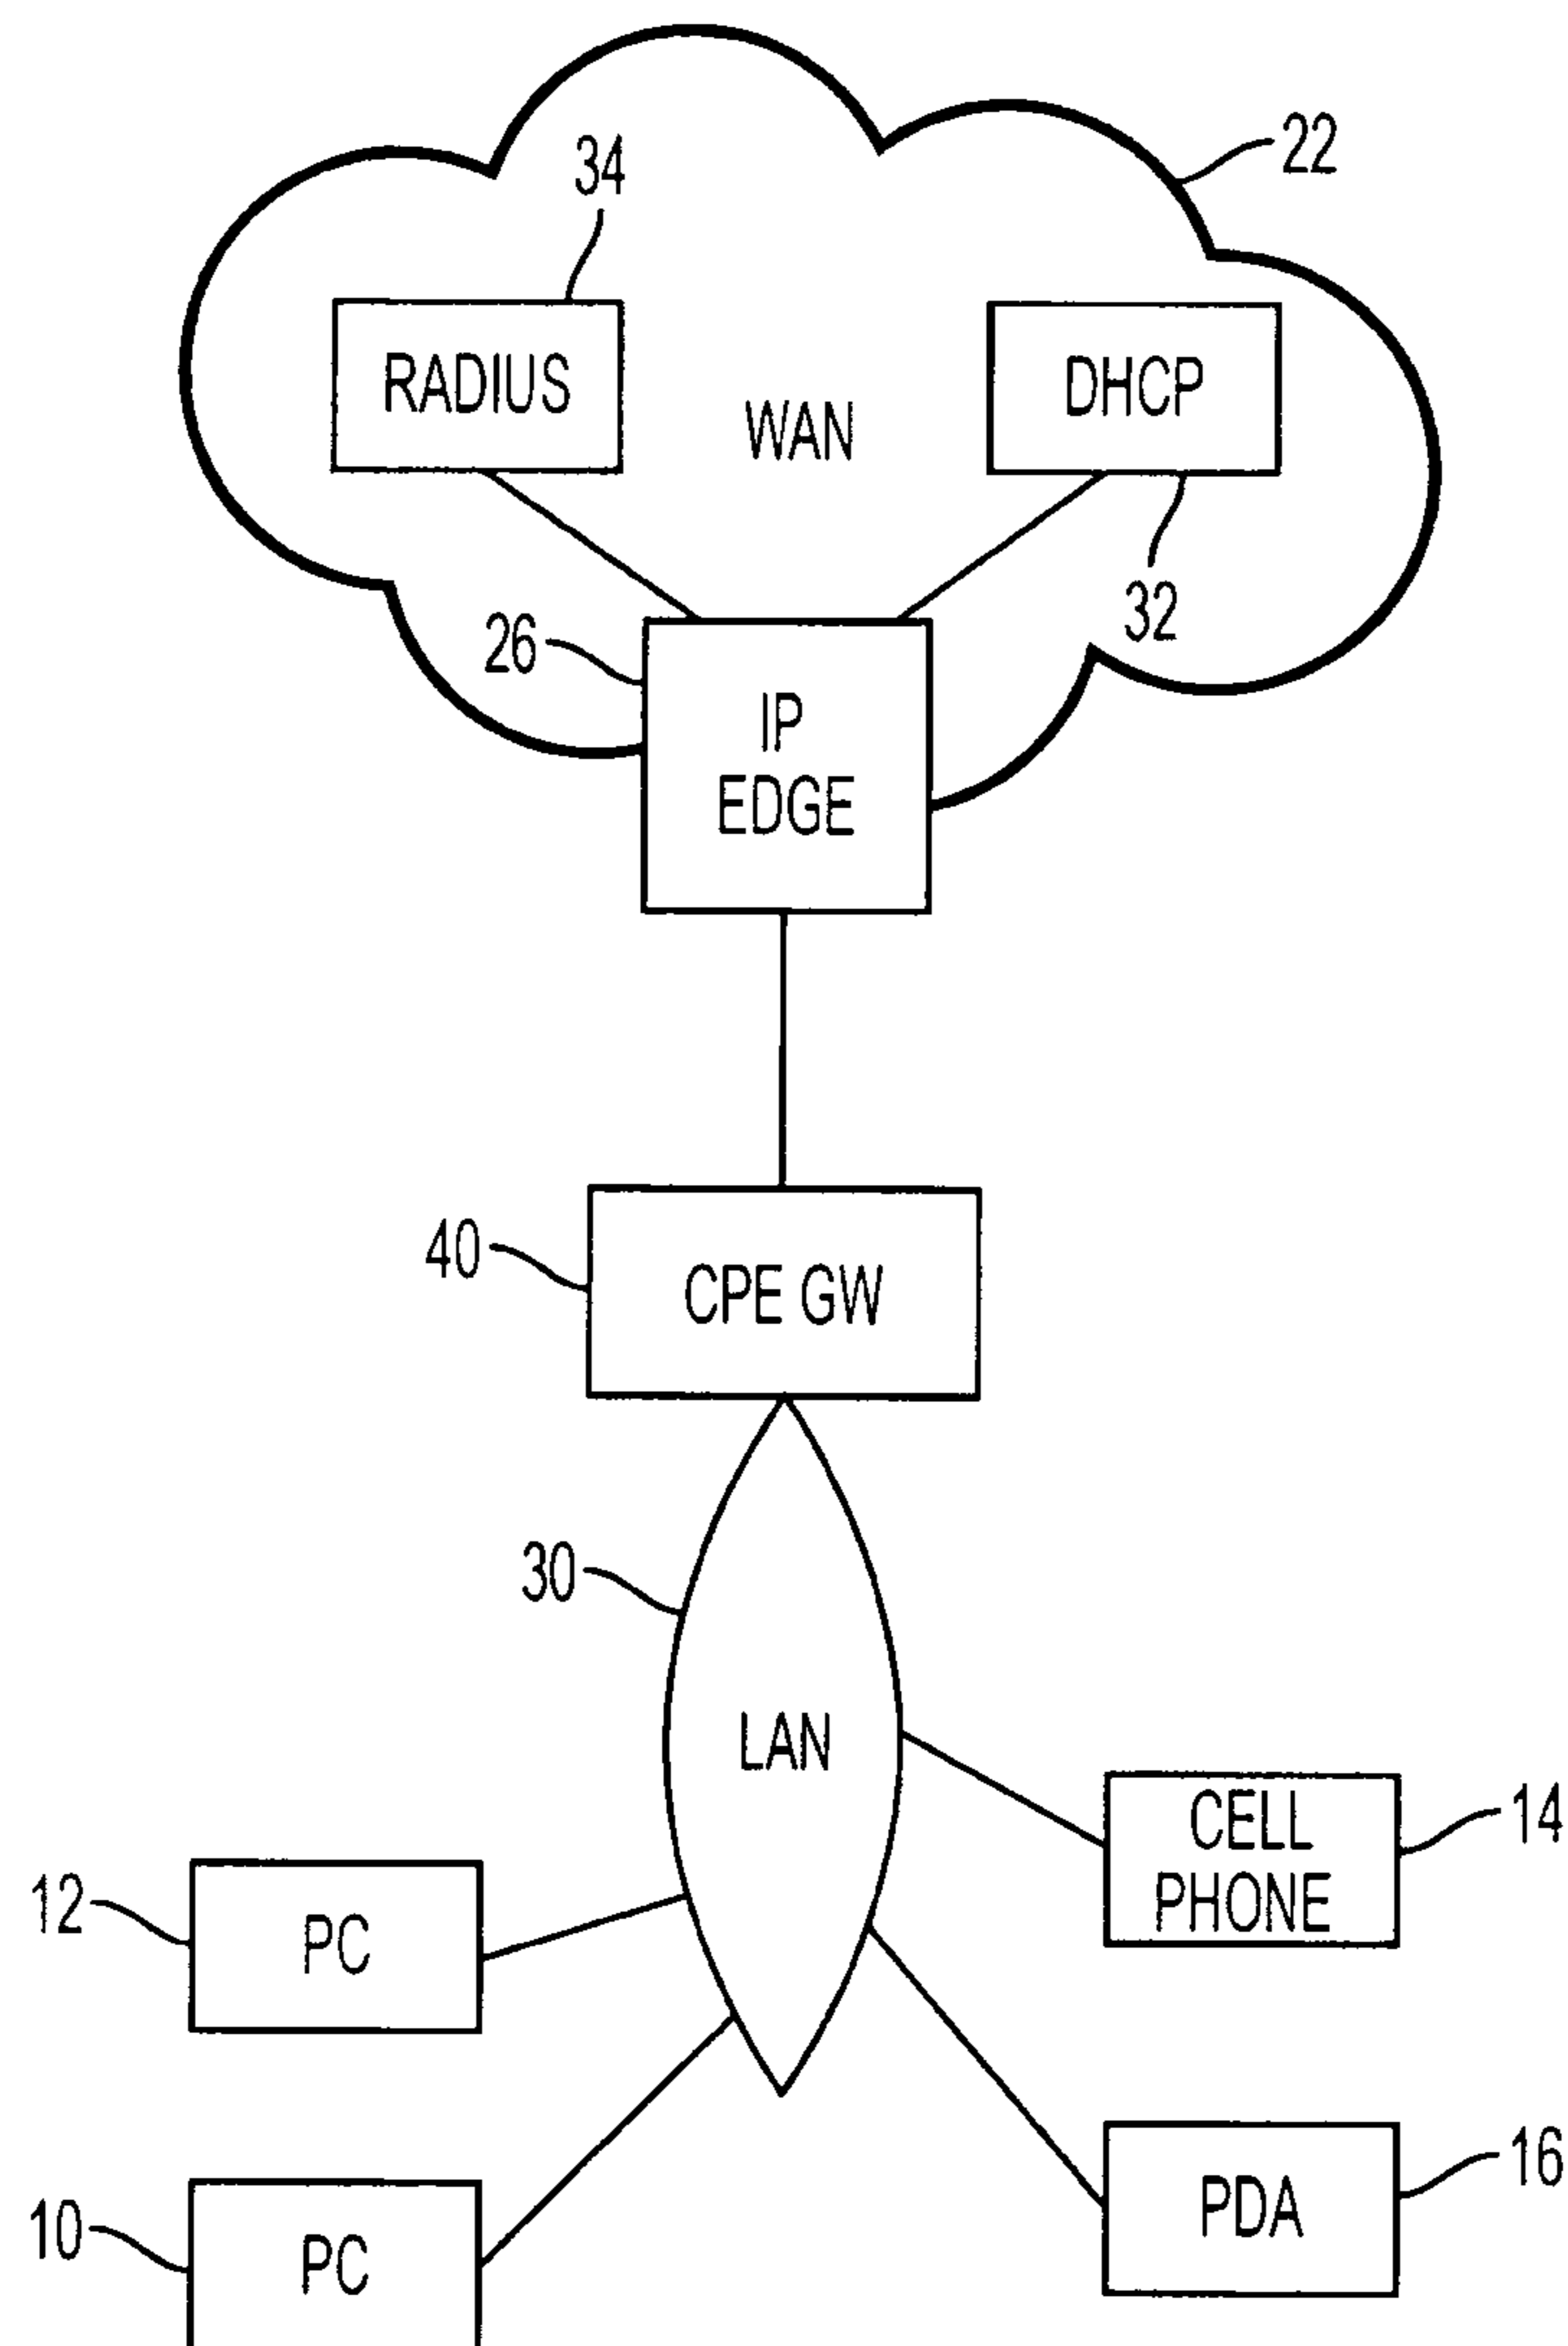 22
34
RADIUS
WAN
DHCP
32
26
IP
EDGE
40
CPE GW
30
LAN
CELL
PHONE
14
12
PC
16
PDA
10
PC